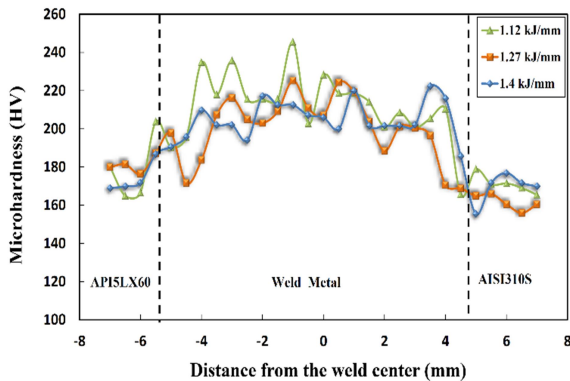 260
240
220
200
180
160
140
120
100
Microhardness (HV)
1.12 kJ/mm
1.27 kJ/mm
1.4 kJ/mm
API5LX60
Weld Metal
AISI310S
-8 -6 -4 -2 0 2 4 6 8
Distance from the weld center (mm)